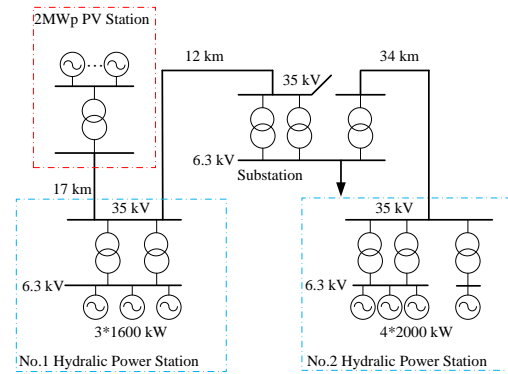 2MWp PV Station
12 km
34 km
35 kV
6.3 kV
Substation
17 km
35 kV
35 kV
6.3 kV
6.3 kV
3*1600 kW
4*2000 kW
No.1 Hydralic Power Station
No.2 Hydralic Power Station